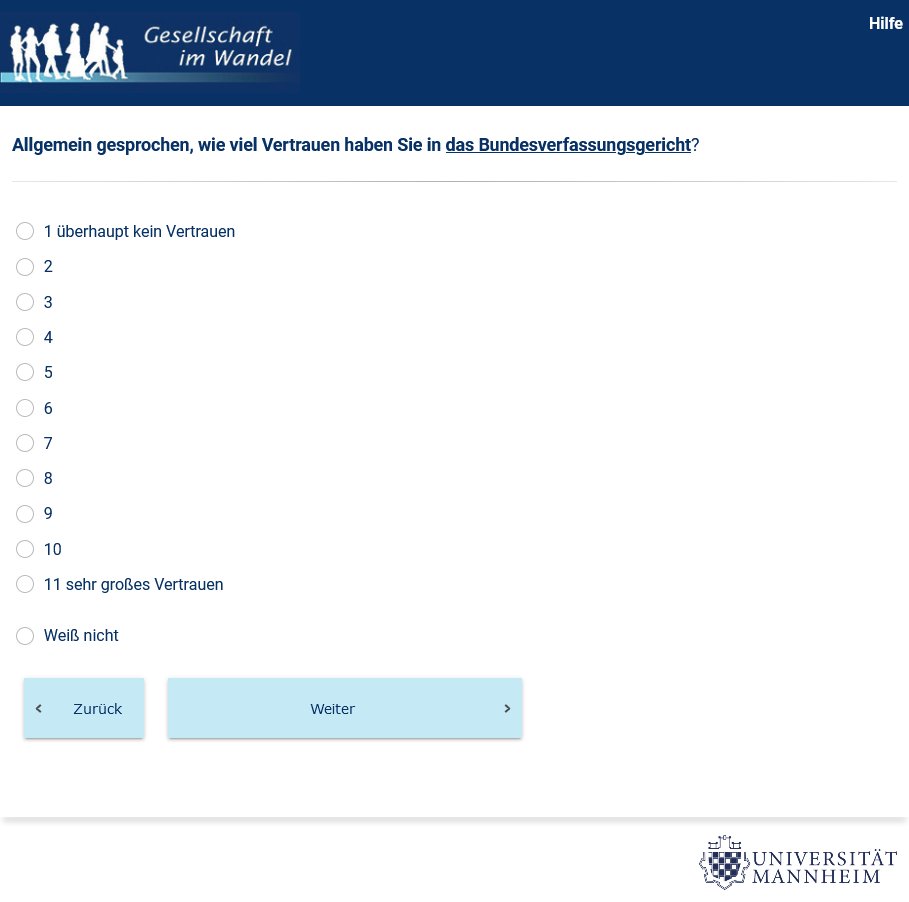 Gesellschaft
im Wandel
Hilfe
Allgemein gesprochen, wie viel Vertrauen haben Sie in das Bundesverfassungsgericht?
1 überhaupt kein Vertrauen
2
3
4
5
6
7
8
9
10
11 sehr großes Vertrauen
Weiß nicht
Zurück
Weiter
UNIVERSITÄT
MANNHEIM